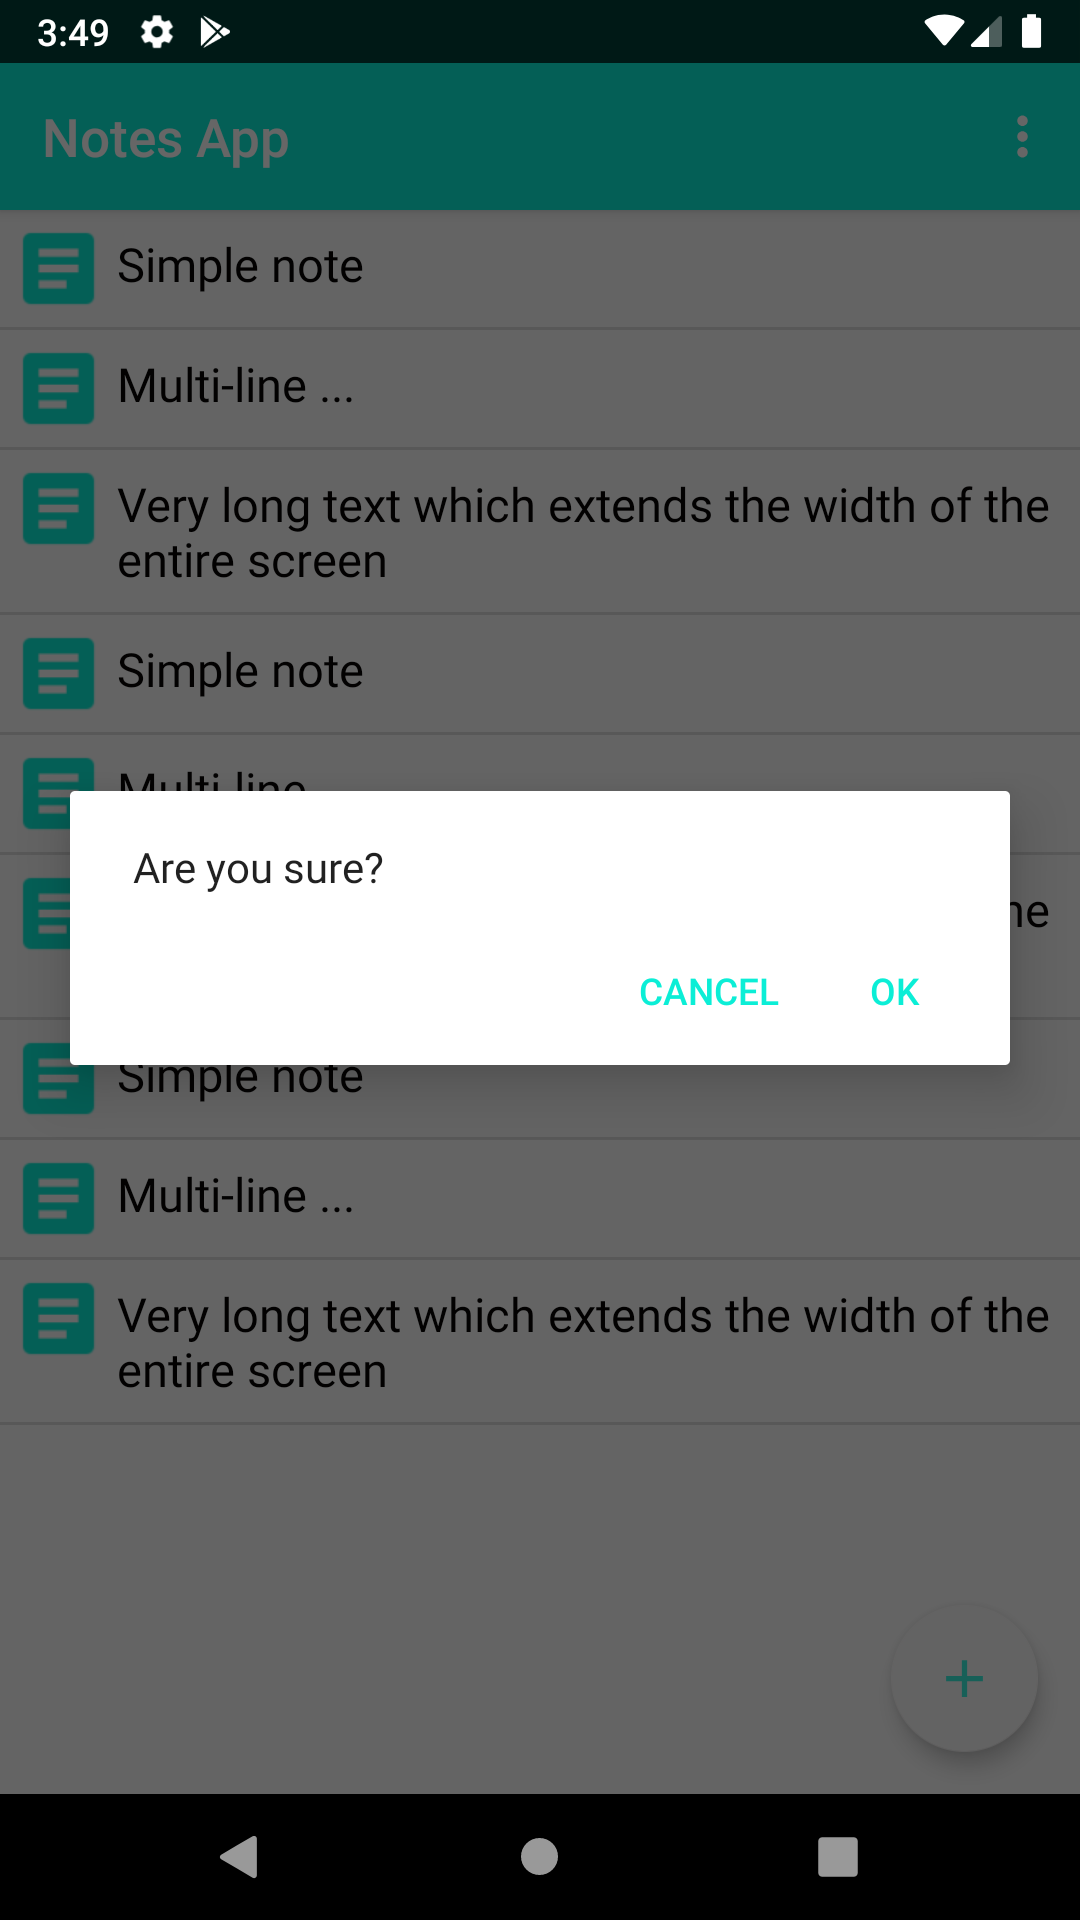 3:49
Notes App
Simple note
Multi-line ...
Very long text which extends the width of the
entire screen
Simple note
Multi-line
Are you sure?
CANCEL OK
Simple note
Multi-line ...
Very long text which extends the width of the
entire screen